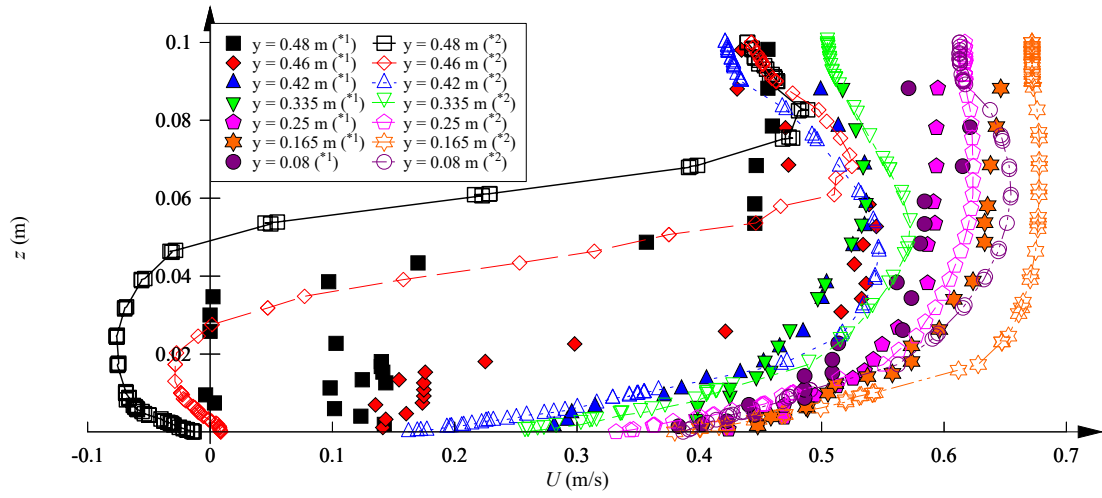 0.1
0.08
0.06
0.04
0.02
z (m)
y = 0.48 m (*1) y = 0.48 m (*2)
y = 0.46 m (*1) y = 0.46 m (*2)
y = 0.42 m (*1) y = 0.42 m (*2)
y = 0.335 m (*1) y = 0.335 m (*2)
y = 0.25 m (*1) y = 0.25 m (*2)
y = 0.165 m (*1) y = 0.165 m (*2)
y = 0.08 (*1) y = 0.08 m (*2)
-0.1 0 0.1 0.2 0.3 0.4 0.5 0.6 0.7
U (m/s)